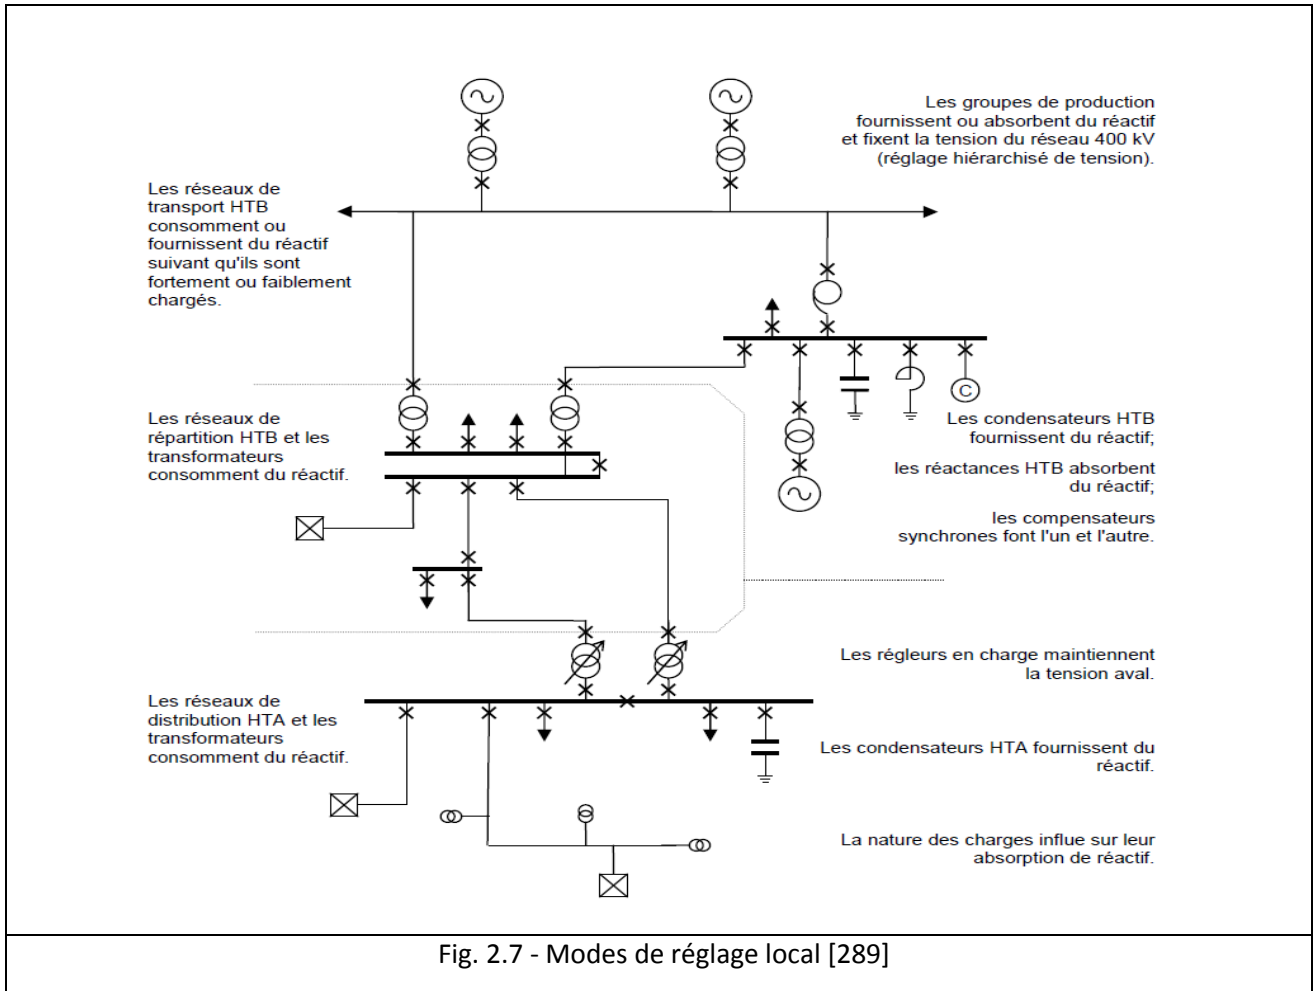 Les groupes de production
fournissent ou absorbent du réactif
et fixent la tension du réseau 400 kV
(réglage hiérarchisé de tension).
Les réseaux de
transport HTB
consomment ou
fournissent du réactif
suivant qu'ils sont
fortement ou faiblement
chargés.
C
Les réseaux de
répartition HTB et les
transformateurs
consomment du réactif.
Les condensateurs HTB
fournissent du réactif;
les réactances HTB absorbent
du réactif;
les compensateurs
synchrones font l'un et l'autre.
Les régleurs en charge maintiennent
la tension aval.
Les réseaux de
distribution HTA et les
transformateurs
consomment du réactif.
Les condensateurs HTA fournissent du
réactif.
La nature des charges influe sur leur
absorption de réactif.
Fig. 2.7 - Modes de réglage local [289]